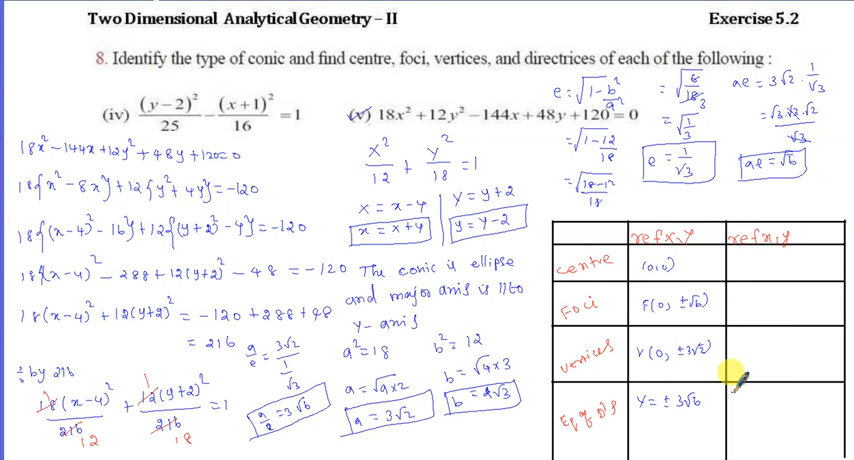 Two Dimensional Analytical Geometry – II
Exercise 5.2
8. Identify the type of conic and find centre, foci, vertices, and directrices of each of the following :
(iv) (y−2)²/25 − (x+1)²/16 = 1
(v) 18x² + 12y² − 144x + 48y + 120 = 0
18x² − 144x + 12y² + 48y + 120 = 0
18{x² − 8x} + 12{y² + 4y} = −120
18{(x−4)² − 16} + 12{(y+2)² − 4} = −120
18(x−4)² − 288 + 12(y+2)² − 48 = −120
18(x−4)² + 12(y+2)² = −120 + 288 + 48
= 216
÷ by 216
18(x−4)²/216 + 12(y+2)²/216 = 1
12 18
x²/12 + y²/18 = 1
x = x−4
x = x+4
y = y+2
y = y−2
The conic is ellipse
and major axis is ll to
y-axis
a/e = 3√2/(1/√3)
a/e = 3√6
a² = 18
a = √9×2
a = 3√2
b² = 12
b = √4×3
b = 2√3
e = √1−b²/a²
= √1−12/18
= √18−12/18
= √6/18 3
= √1/3
e = 1/√3
ae = 3√2 · 1/√3
= √3·√3·√2/√3
ae = √6
ref X,Y
ref x,y
centre
(0,0)
Foci
F(0, ±√6)
vertices
V(0, ±3√2)
Eq of D's
Y = ±3√6